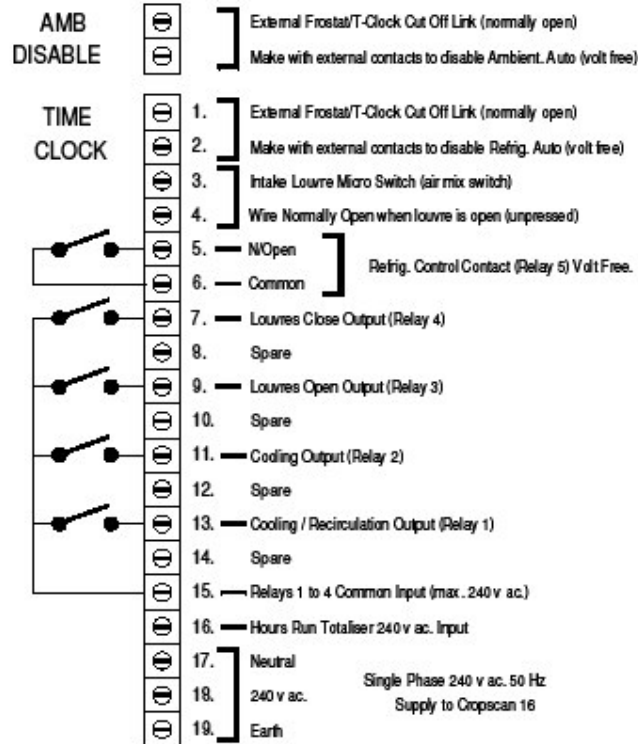 AMB DISABLE
External Frostat/T-Clock Cut Off Link (normally open)
Make with external contacts to disable Ambient. Auto (volt free)
TIME CLOCK
1. External Frostat/T-Clock Cut Off Link (normally open)
2. Make with external contacts to disable Refrig. Auto (volt free)
3. Intake Louvre Micro Switch (air mix switch)
4. Wire Normally Open when louvre is open (unpressed)
5. N/Open
6. Common
Refrig. Control Contact (Relay 5) Volt Free.
7. Louvres Close Output (Relay 4)
8. Spare
9. Louvres Open Output (Relay 3)
10. Spare
11. Cooling Output (Relay 2)
12. Spare
13. Cooling / Recirculation Output (Relay 1)
14. Spare
15. Relays 1 to 4 Common Input (max. 240 v ac.)
16. Hours Run Totaliser 240 v ac. Input
17. Neutral
18. 240 v ac.
19. Earth
Single Phase 240 v ac. 50 Hz
Supply to Cropscan 16